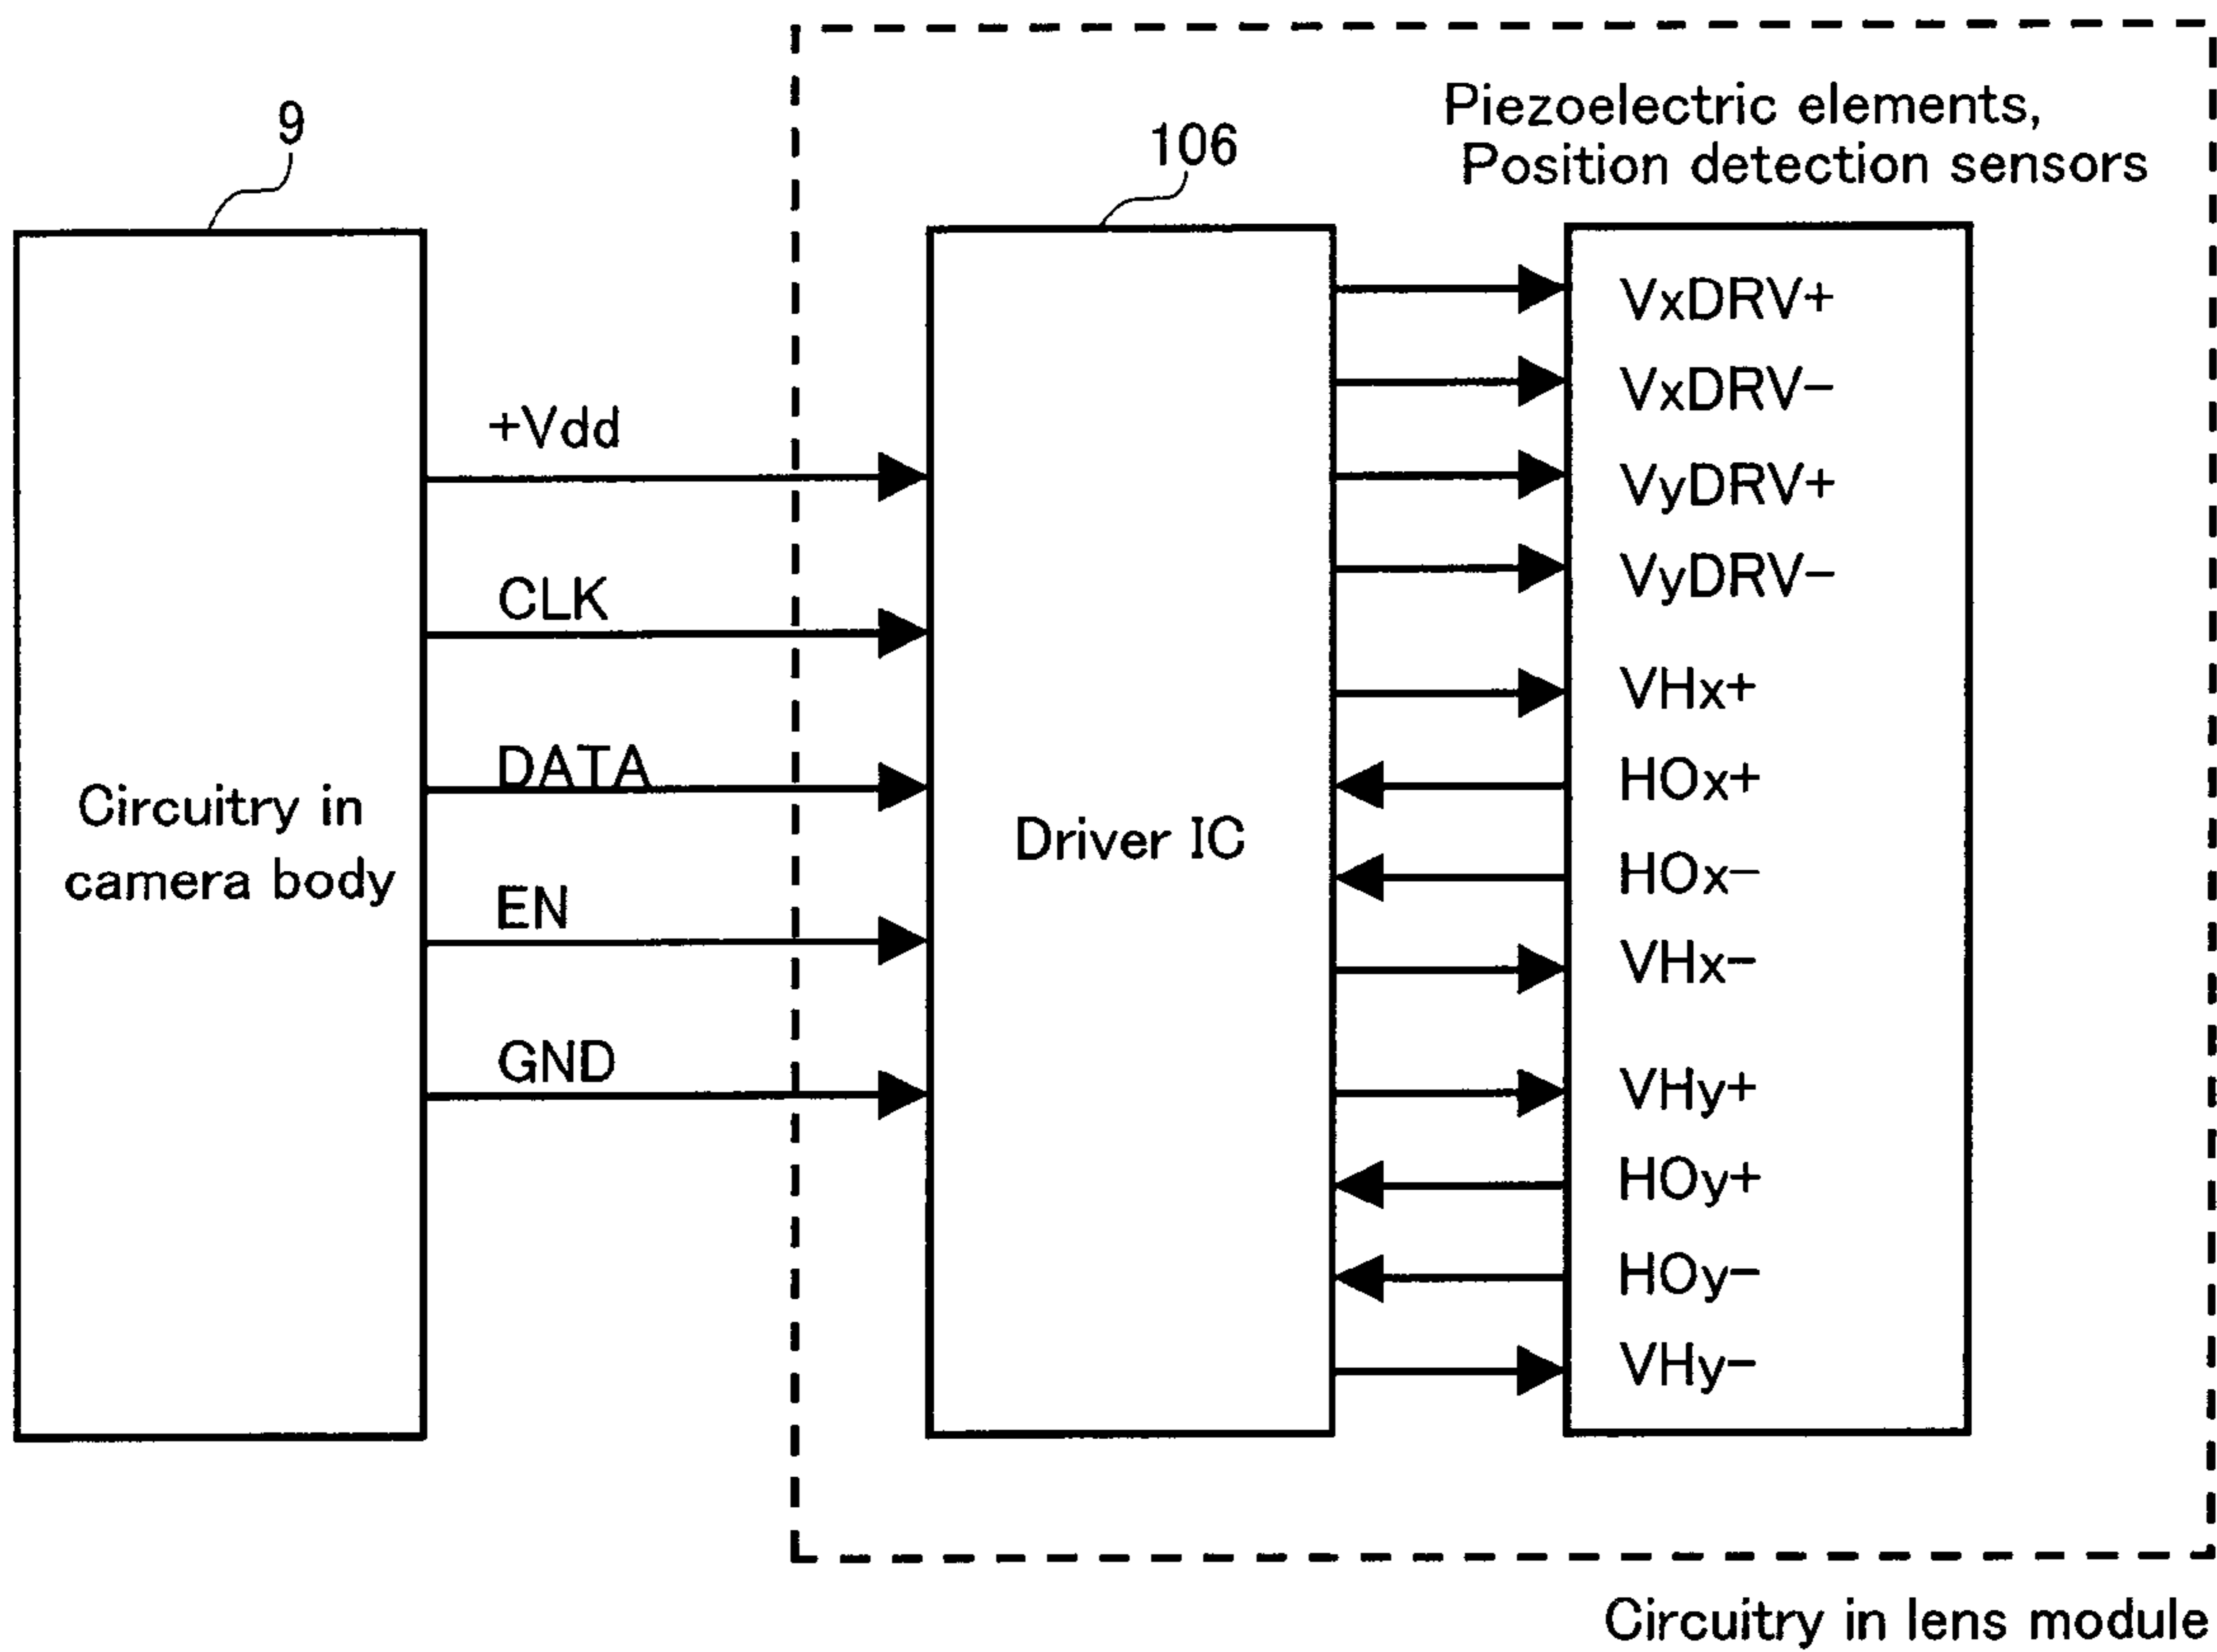 9
106
Piezoelectric elements,
Position detection sensors
+Vdd
CLK
DATA
EN
GND
Circuitry in
camera body
Driver IC
VxDRV+
VxDRV-
VyDRV+
VyDRV-
VHx+
HOx+
HOx-
VHx-
VHy+
HOy+
HOy-
VHy-
Circuitry in lens module